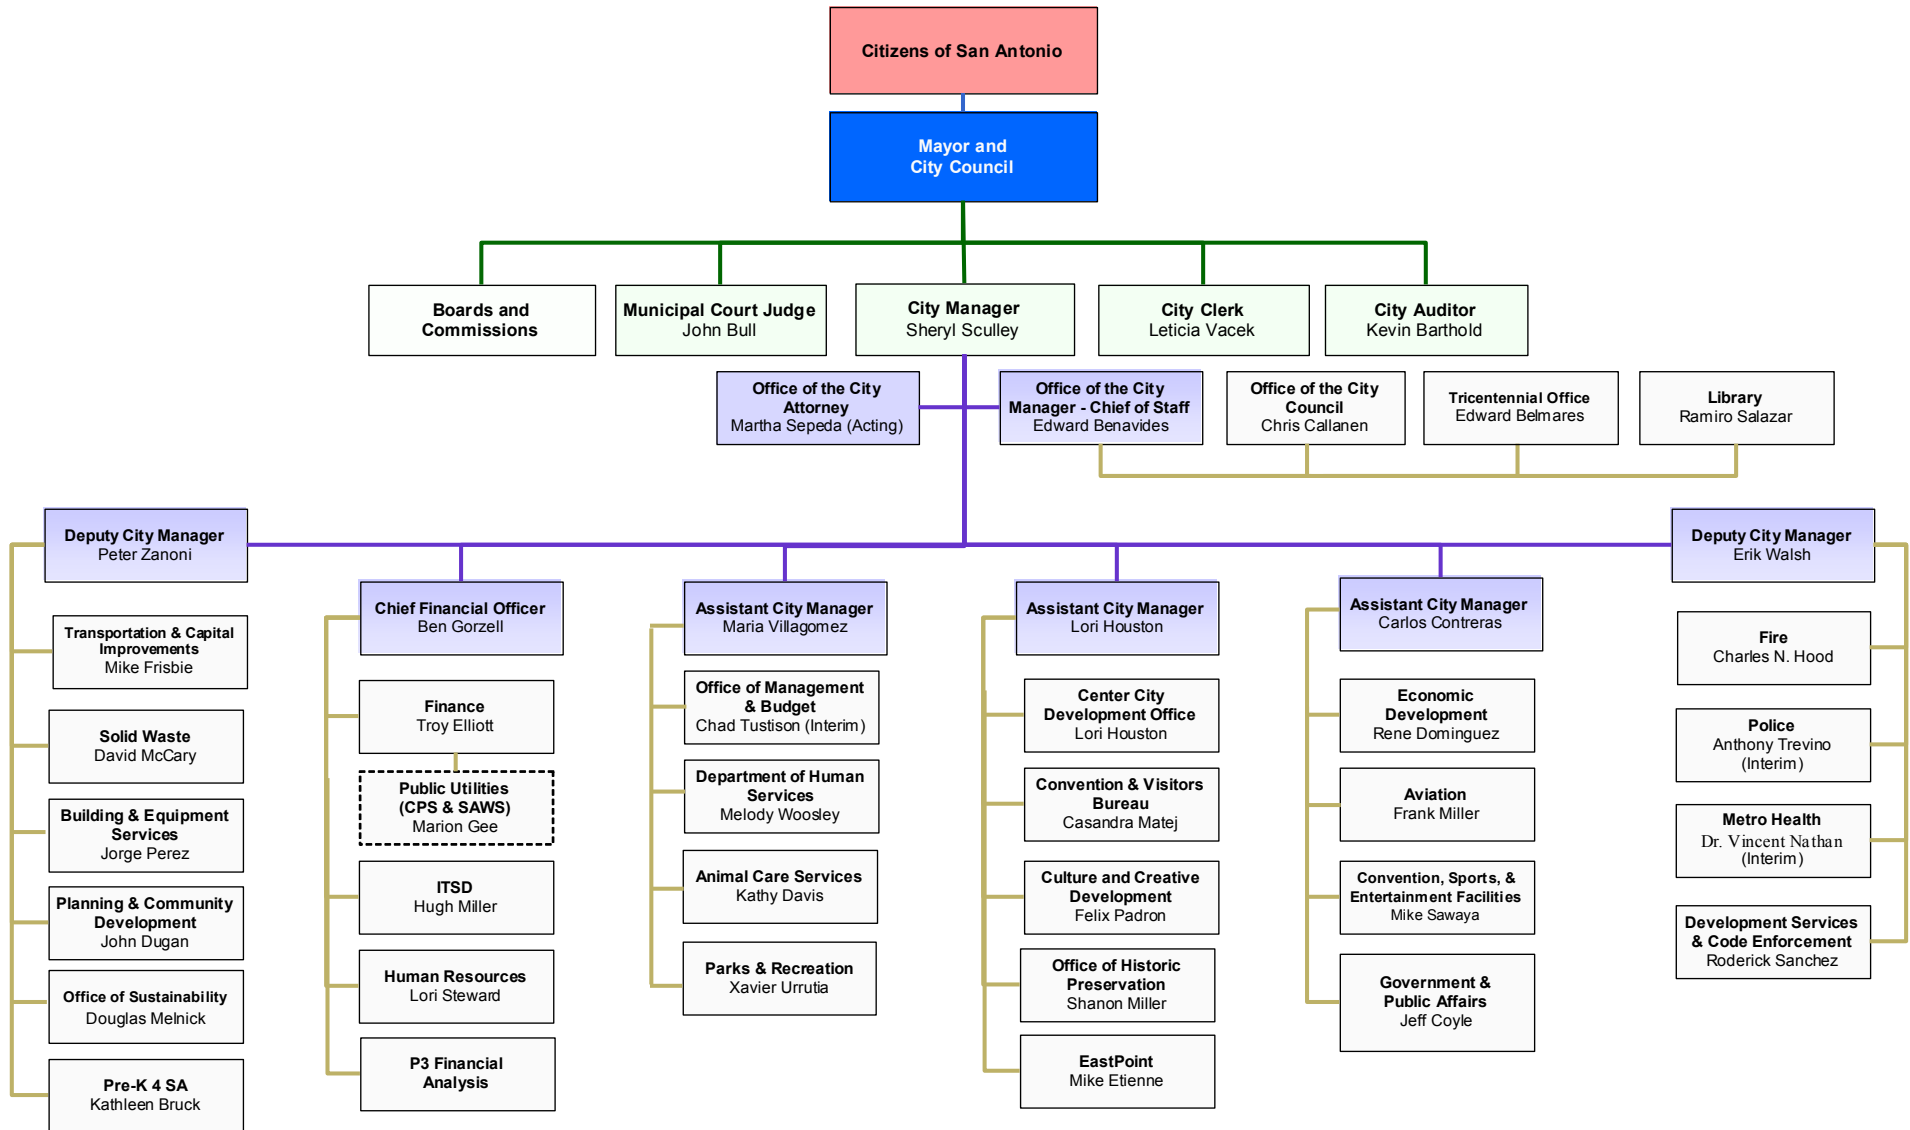 Citizens of San Antonio
Mayor and
City Council
Boards and
Commissions
Municipal Court Judge
John Bull
City Manager
Sheryl Sculley
City Clerk
Leticia Vacek
City Auditor
Kevin Barthold
Office of the City
Attorney
Martha Sepeda (Acting)
Office of the City
Manager - Chief of Staff
Edward Benavides
Office of the City
Council
Chris Callanen
Tricentennial Office
Edward Belmares
Library
Ramiro Salazar
Deputy City Manager
Peter Zanoni
Transportation & Capital
Improvements
Mike Frisbie
Solid Waste
David McCary
Building & Equipment
Services
Jorge Perez
Planning & Community
Development
John Dugan
Office of Sustainability
Douglas Melnick
Pre-K 4 SA
Kathleen Bruck
Chief Financial Officer
Ben Gorzell
Finance
Troy Elliott
Public Utilities
(CPS & SAWS)
Marion Gee
ITSD
Hugh Miller
Human Resources
Lori Steward
P3 Financial
Analysis
Assistant City Manager
Maria Villagomez
Office of Management
& Budget
Chad Tustison (Interim)
Department of Human
Services
Melody Woosley
Animal Care Services
Kathy Davis
Parks & Recreation
Xavier Urrutia
Assistant City Manager
Lori Houston
Center City
Development Office
Lori Houston
Convention & Visitors
Bureau
Casandra Matej
Culture and Creative
Development
Felix Padron
Office of Historic
Preservation
Shanon Miller
EastPoint
Mike Etienne
Assistant City Manager
Carlos Contreras
Economic
Development
Rene Dominguez
Aviation
Frank Miller
Convention, Sports, &
Entertainment Facilities
Mike Sawaya
Government &
Public Affairs
Jeff Coyle
Deputy City Manager
Erik Walsh
Fire
Charles N. Hood
Police
Anthony Trevino
(Interim)
Metro Health
Dr. Vincent Nathan
(Interim)
Development Services
& Code Enforcement
Roderick Sanchez